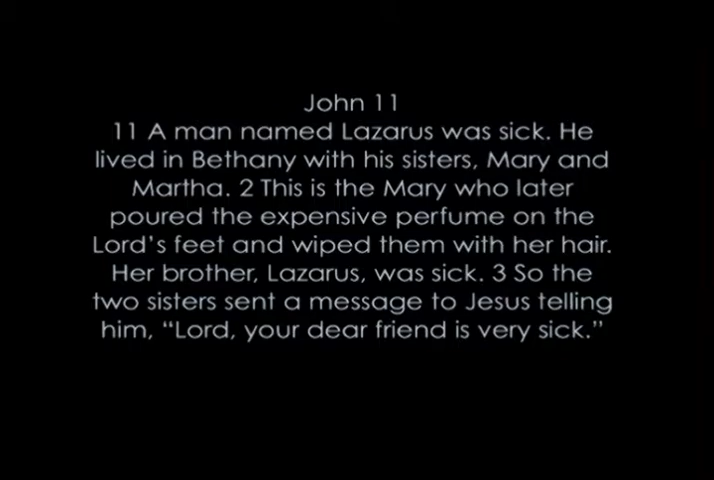 John 11
11 A man named Lazarus was sick. He
lived in Bethany with his sisters, Mary and
Martha. 2 This is the Mary who later
poured the expensive perfume on the
Lord’s feet and wiped them with her hair.
Her brother, Lazarus, was sick. 3 So the
two sisters sent a message to Jesus telling
him, “Lord, your dear friend is very sick.”